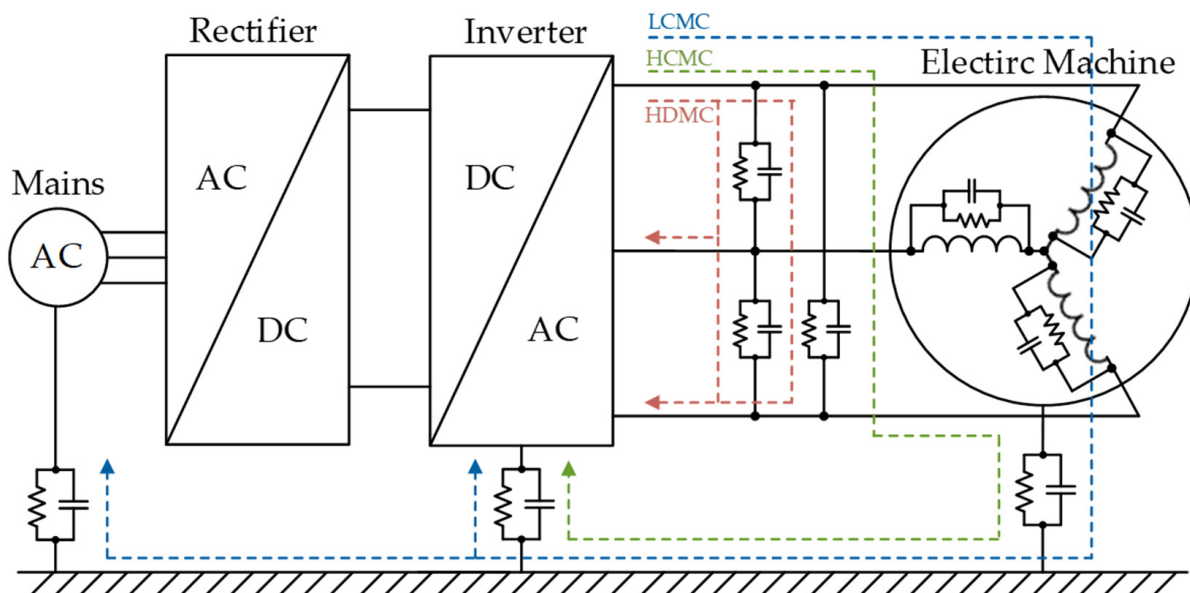 Rectifier
Inverter
LCMC
HCMC
Electirc Machine
HDMC
AC
DC
Mains
AC
DC
AC